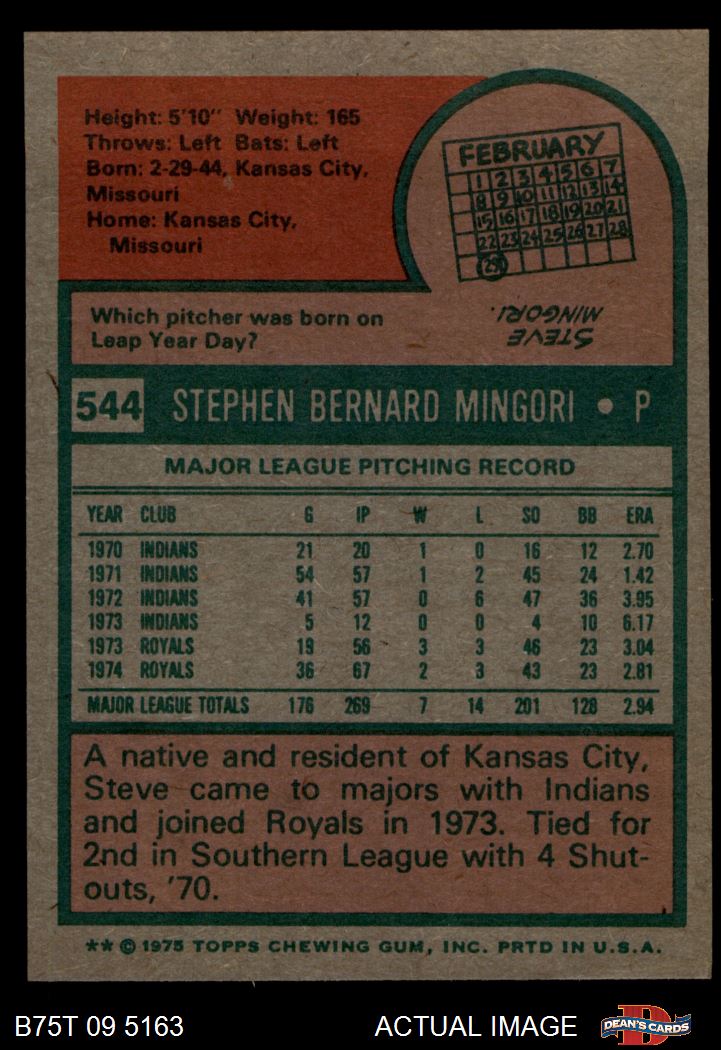 Height: 5'10" Weight: 165
Throws: Left Bats: Left
Born: 2-29-44, Kansas City,
Missouri
Home: Kansas City,
Missouri
FEBRUARY
1 2 3 4 5 6 7
8 9 10 11 12 13 14
15 16 17 18 19 20 21
22 23 24 25 26 27 28
29
Which pitcher was born on
Leap Year Day?
STEVE
MINGORI.
544 STEPHEN BERNARD MINGORI • P
MAJOR LEAGUE PITCHING RECORD
YEAR CLUB G IP W L SO BB ERA
1970 INDIANS 21 20 1 0 16 12 2.70
1971 INDIANS 54 57 1 2 45 24 1.42
1972 INDIANS 41 57 0 6 47 36 3.95
1973 INDIANS 5 12 0 0 4 10 6.17
1973 ROYALS 19 56 3 3 46 23 3.04
1974 ROYALS 36 67 2 3 43 23 2.81
MAJOR LEAGUE TOTALS 176 269 7 14 201 128 2.94
A native and resident of Kansas City,
Steve came to majors with Indians
and joined Royals in 1973. Tied for
2nd in Southern League with 4 Shut-
outs, '70.
** © 1975 TOPPS CHEWING GUM, INC. PRTD IN U.S.A.
B75T 09 5163 ACTUAL IMAGE DEAN'S CARDS